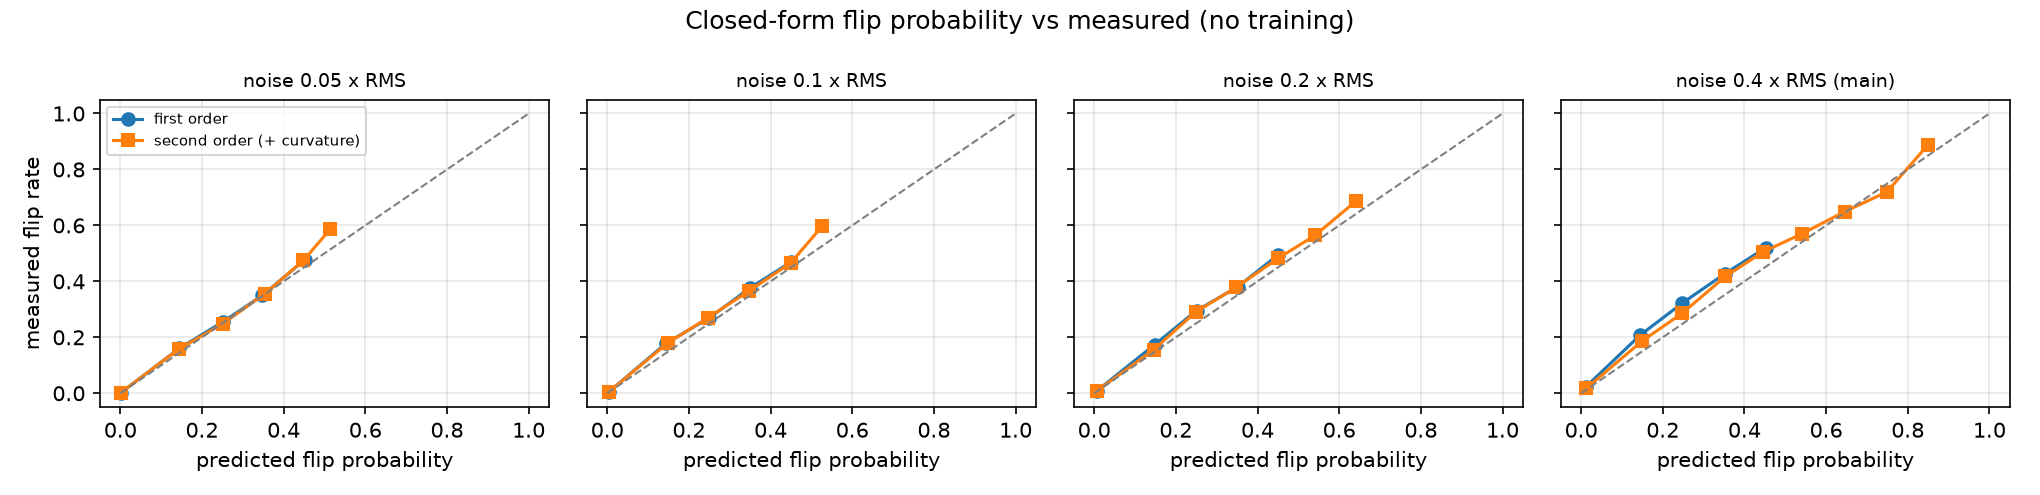 Closed-form flip probability vs measured (no training)
noise 0.05 x RMS
noise 0.1 x RMS
noise 0.2 x RMS
noise 0.4 x RMS (main)
first order
second order (+ curvature)
measured flip rate
1.0
0.8
0.6
0.4
0.2
0.0
0.0 0.2 0.4 0.6 0.8 1.0
0.0 0.2 0.4 0.6 0.8 1.0
0.0 0.2 0.4 0.6 0.8 1.0
0.0 0.2 0.4 0.6 0.8 1.0
predicted flip probability
predicted flip probability
predicted flip probability
predicted flip probability